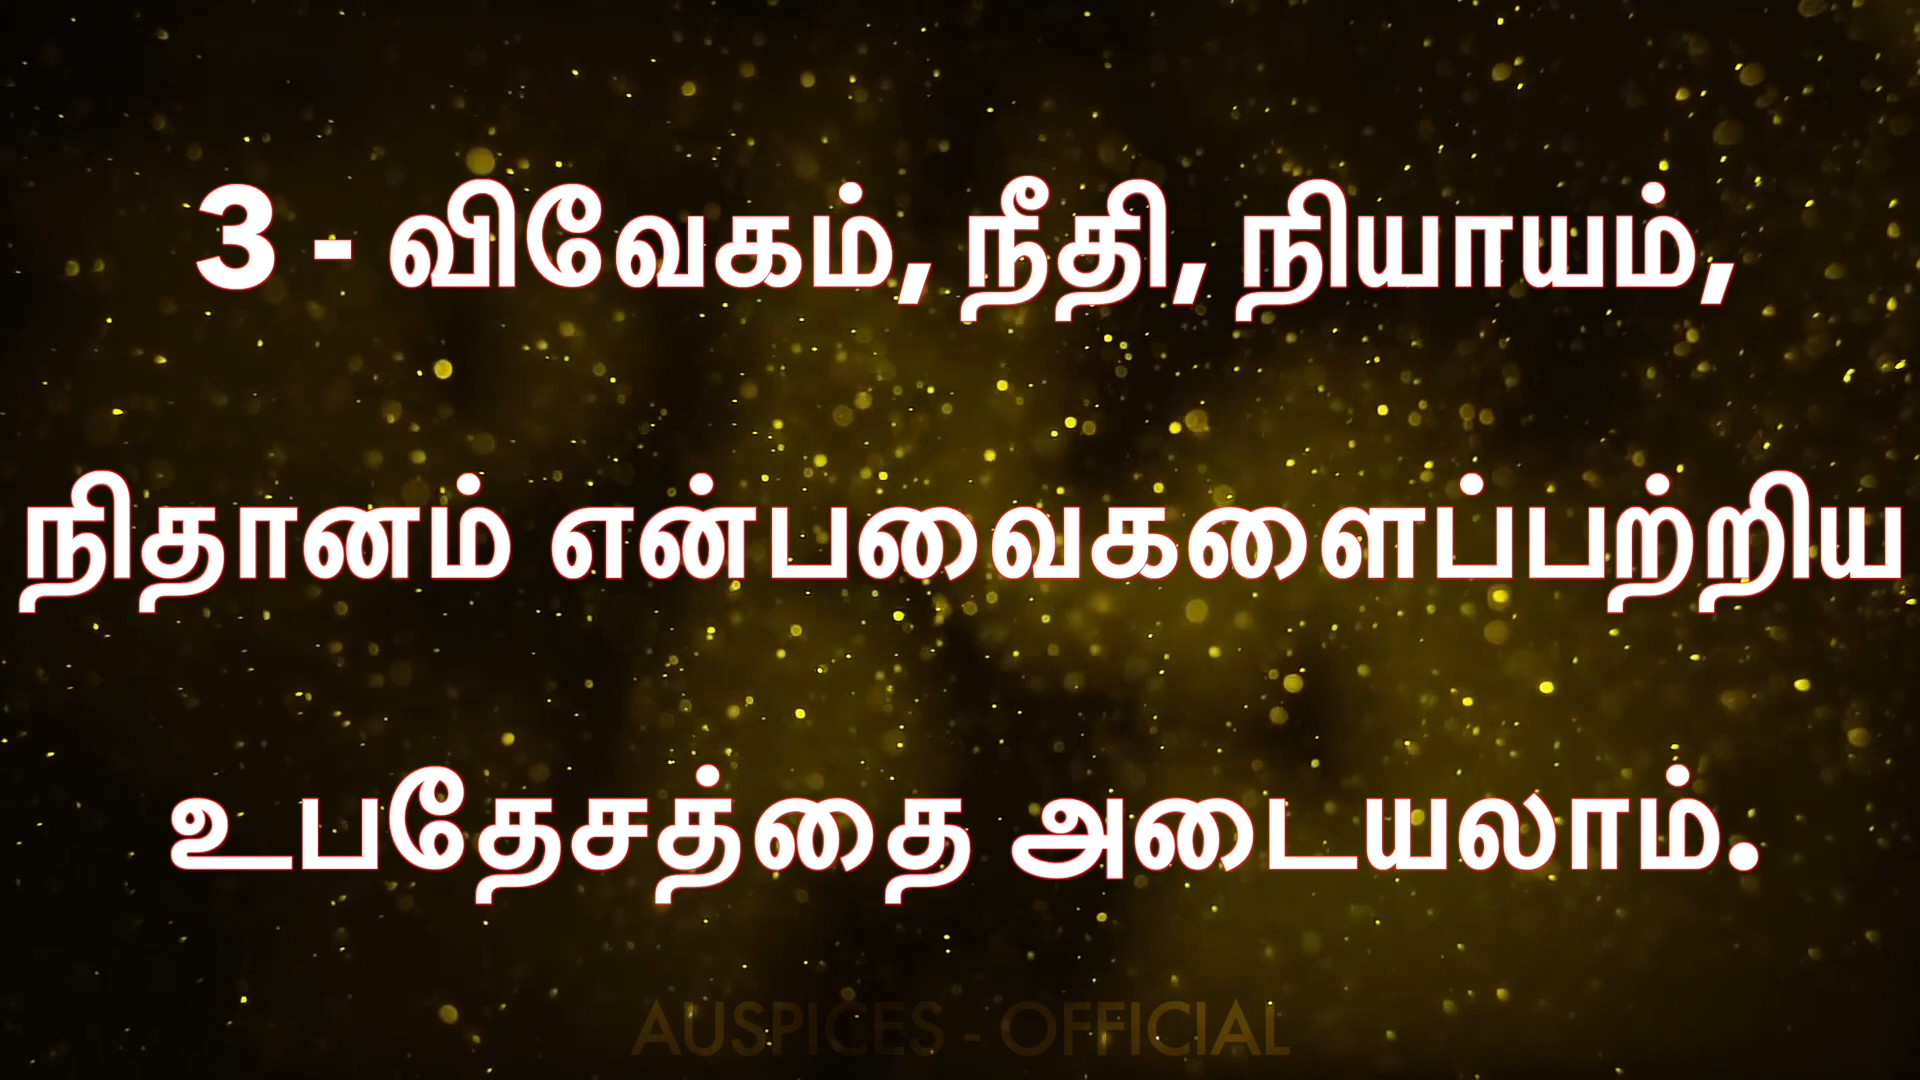 3 - விவேகம், நீதி, நியாயம்,
நிதானம் என்பவைகளைப்பற்றிய
உபதேசத்தை அடையலாம்.
AUSPICES - OFFICIAL